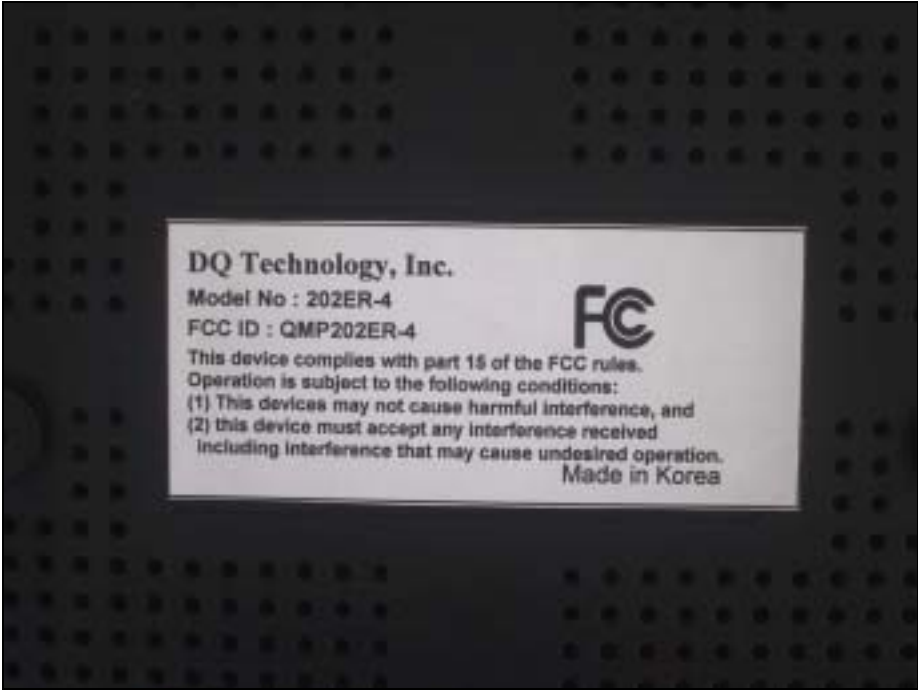 DQ Technology, Inc.
Model No : 202ER-4
FCC ID : QMP202ER-4
FC
This device complies with part 15 of the FCC rules.
Operation is subject to the following conditions:
(1) This devices may not cause harmful interference, and
(2) this device must accept any interference received
including interference that may cause undesired operation.
Made in Korea